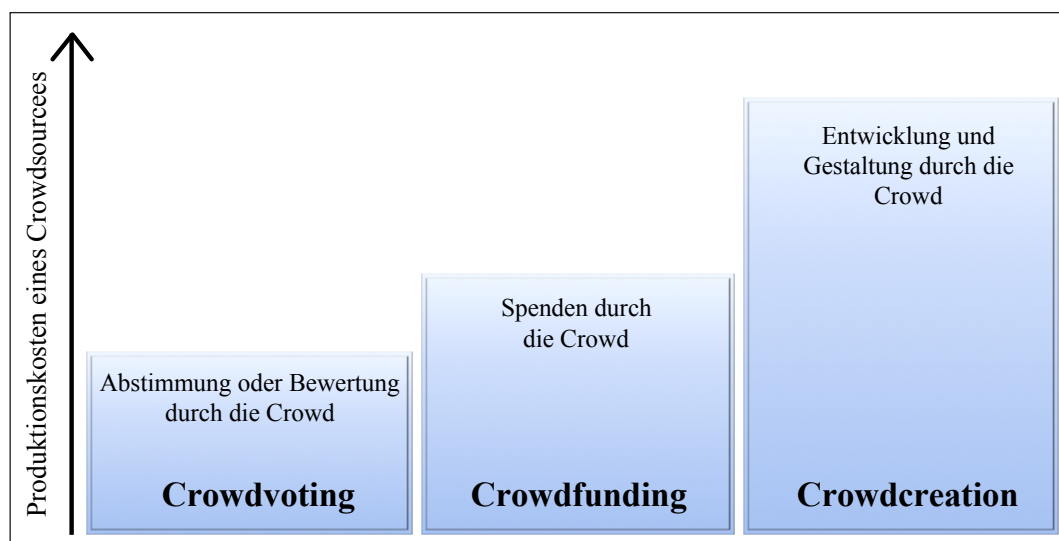 Produktionskosten eines Crowdsourcees
Abstimmung oder Bewertung
durch die Crowd
Crowdvoting
Spenden durch
die Crowd
Crowdfunding
Entwicklung und
Gestaltung durch die
Crowd
Crowdcreation